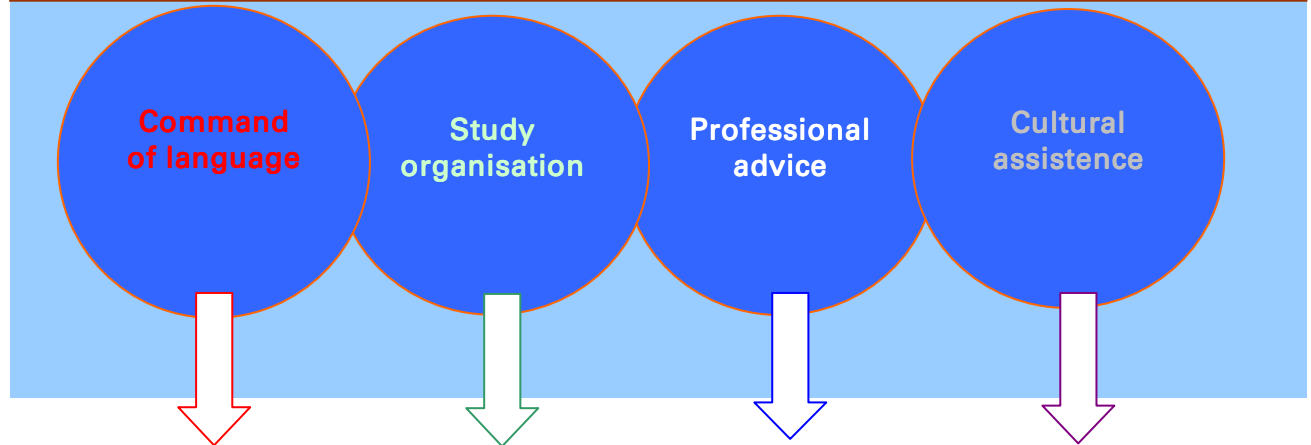 Command
of language
Study
organisation
Professional
advice
Cultural
assistence